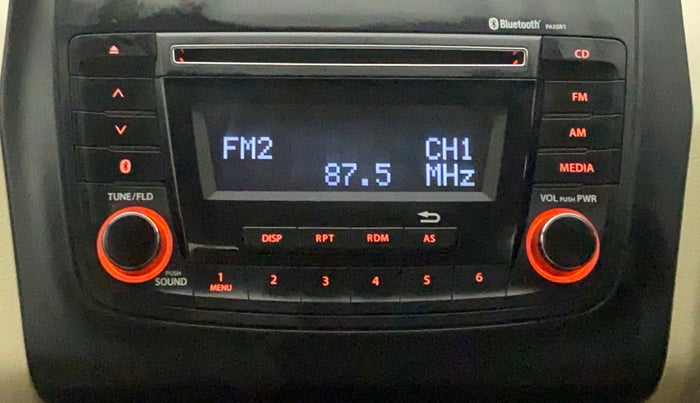 Bluetooth PA5SR1
CD
FM
AM
MEDIA
FM2 CH1
87.5 MHz
TUNE/FLD
VOL PUSH PWR
DISP RPT RDM AS
PUSH
SOUND
1 2 3 4 5 6
MENU